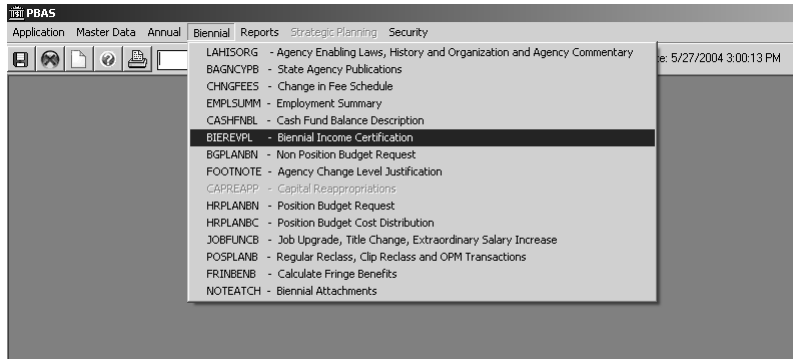 PBAS
Application Master Data Annual Biennial Reports Strategic Planning Security
e: 5/27/2004 3:00:13 PM
LAHISORG - Agency Enabling Laws, History and Organization and Agency Commentary
BAGNCYPB - State Agency Publications
CHNGFEES - Change in Fee Schedule
EMPLSUMM - Employment Summary
CASHFNBL - Cash Fund Balance Description
BIEREVPL - Biennial Income Certification
BGPLANBN - Non Position Budget Request
FOOTNOTE - Agency Change Level Justification
CAPREAPP - Capital Reappropriations
HRPLANBN - Position Budget Request
HRPLANBC - Position Budget Cost Distribution
JOBFUNCB - Job Upgrade, Title Change, Extraordinary Salary Increase
POSPLANB - Regular Reclass, Clip Reclass and OPM Transactions
FRINBENB - Calculate Fringe Benefits
NOTEATCH - Biennial Attachments